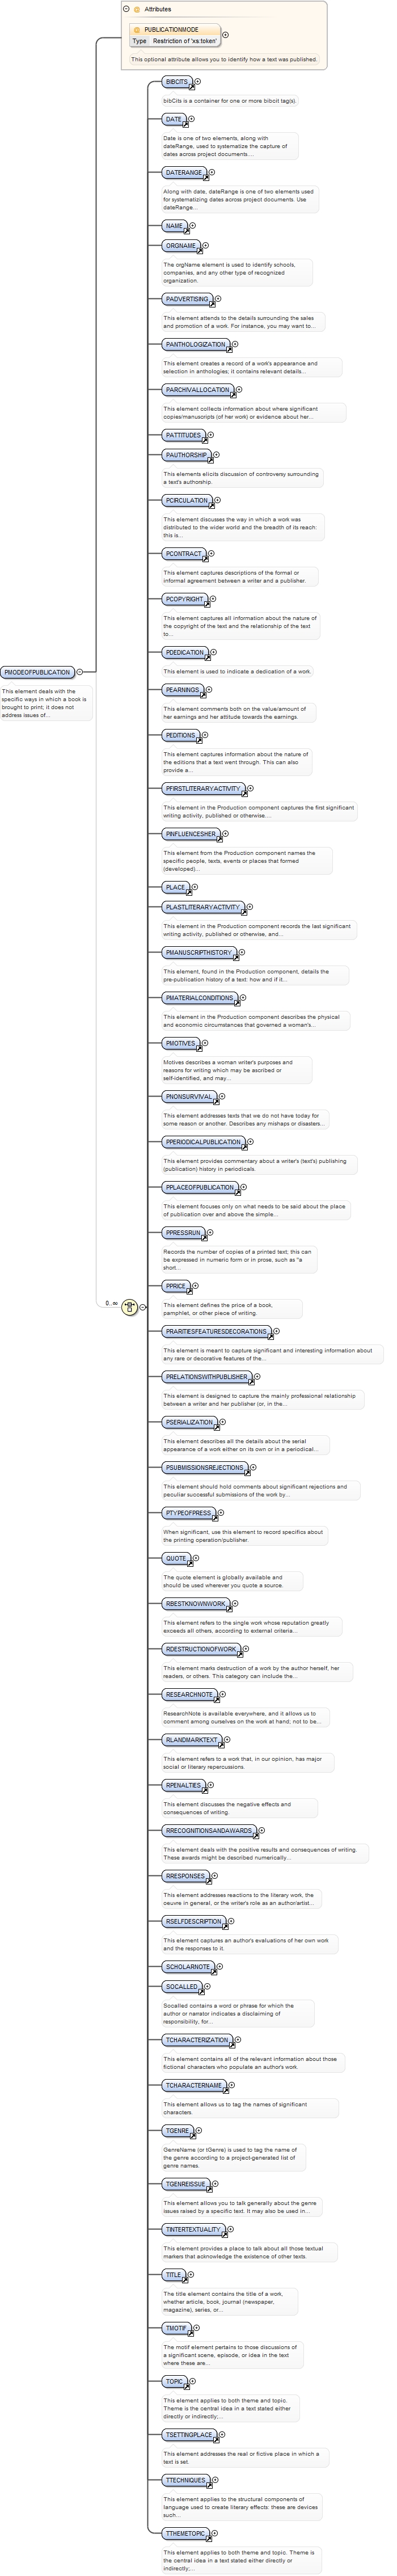 Attributes
PUBLICATIONMODE
Type Restriction of 'xs:token'
This optional attribute allows you to identify how a text was published.
BIBCITS
bibCits is a container for one or more bibcit tag(s).
DATE
Date is one of two elements, along with
dateRange, used to systematize the capture of
dates across project documents....
DATERANGE
Along with date, dateRange is one of two elements used
for systematizing dates across project documents. Use
dateRange...
NAME
ORGNAME
The orgName element is used to identify schools,
companies, and any other type of recognized
organization.
PADVERTISING
This element attends to the details surrounding the sales
and promotion of a work. For instance, you may want to...
PANTHOLOGIZATION
This element creates a record of a work's appearance and
selection in anthologies; it contains relevant details...
PARCHIVALLOCATION
This element collects information about where significant
copies/manuscripts (of her work) or evidence about her...
PATTITUDES
PAUTHORSHIP
This elements elicits discussion of controversy surrounding
a text's authorship.
PCIRCULATION
This element discusses the way in which a work was
distributed to the wider world and the breadth of its reach:
this is...
PCONTRACT
This element captures descriptions of the formal or
informal agreement between a writer and a publisher.
PCOPYRIGHT
This element captures all information about the nature of
the copyright of the text and the relationship of the text
to...
PDEDICATION
This element is used to indicate a dedication of a work
PEARNINGS
This element comments both on the value/amount of
her earnings and her attitude towards the earnings.
PEDITIONS
This element captures information about the nature of
the editions that a text went through. This can also
provide a...
PFIRSTLITERARYACTIVITY
This element in the Production component captures the first significant
writing activity, published or otherwise....
PINFLUENCESHER
This element from the Production component names the
specific people, texts, events or places that formed
(developed)...
PLACE
PLASTLITERARYACTIVITY
This element in the Production component records the last significant
writing activity, published or otherwise, and...
PMANUSCRIPTHISTORY
This element, found in the Production component, details the
pre-publication history of a text: how and if it...
PMATERIALCONDITIONS
This element in the Production component describes the physical
and economic circumstances that governed a woman's...
PMOTIVES
Motives describes a woman writer's purposes and
reasons for writing which may be ascribed or
self-identified, and may...
PNONSURVIVAL
This element addresses texts that we do not have today for
some reason or another. Describes any mishaps or disasters...
PPERIODICALPUBLICATION
This element provides commentary about a writer's (text's) publishing
(publication) history in periodicals.
PPLACEOFPUBLICATION
This element focuses only on what needs to be said about the place
of publication over and above the simple...
PPRESSRUN
Records the number of copies of a printed text; this can
be expressed in numeric form or in prose, such as "a
short...
PPRICE
This element defines the price of a book,
pamphlet, or other piece of writing.
PRARITIESFEATURESDECORATIONS
This element is meant to capture significant and interesting information about
any rare or decorative features of the...
PRELATIONSWITHPUBLISHER
This element is designed to capture the mainly professional relationship
between a writer and her publisher (or, in the...
PSERIALIZATION
This element describes all the details about the serial
appearance of a work either on its own or in a periodical...
PSUBMISSIONSREJECTIONS
This element should hold comments about significant rejections and
peculiar successful submissions of the work by...
PTYPEOFPRESS
When significant, use this element to record specifics about
the printing operation/publisher.
QUOTE
The quote element is globally available and
should be used wherever you quote a source.
RBESTKNOWNWORK
This element refers to the single work whose reputation greatly
exceeds all others, according to external criteria...
RDESTRUCTIONOFWORK
This element marks destruction of a work by the author herself, her
readers, or others. This category can include the...
RESEARCHNOTE
ResearchNote is available everywhere, and it allows us to
comment among ourselves on the work at hand; not to be...
RLANDMARKTEXT
This element refers to a work that, in our opinion, has major
social or literary repercussions.
RPENALTIES
This element discusses the negative effects and
consequences of writing.
RRECOGNITIONSANDAWARDS
This element deals with the positive results and consequences of writing.
These awards might be described numerically...
RRESPONSES
This element addresses reactions to the literary work, the
oeuvre in general, or the writer's role as an author/artist...
RSELFDESCRIPTION
This element captures an author's evaluations of her own work
and the responses to it.
SCHOLARNOTE
SOCALLED
Socalled contains a word or phrase for which the
author or narrator indicates a disclaiming of
responsibility, for...
TCHARACTERIZATION
This element contains all of the relevant information about those
fictional characters who populate an author's work.
TCHARACTERNAME
This element allows us to tag the names of significant
characters.
TGENRE
GenreName (or tGenre) is used to tag the name of
the genre according to a project-generated list of
genre names.
TGENREISSUE
This element allows you to talk generally about the genre
issues raised by a specific text. It may also be used in...
TINTERTEXTUALITY
This element provides a place to talk about all those textual
markers that acknowledge the existence of other texts.
TITLE
The title element contains the title of a work,
whether article, book, journal (newspaper,
magazine), series, or...
TMOTIF
The motif element pertains to those discussions of
a significant scene, episode, or idea in the text
where these are...
TOPIC
This element applies to both theme and topic.
Theme is the central idea in a text stated either
directly or indirectly;...
TSETTINGPLACE
This element addresses the real or fictive place in which a
text is set.
TTECHNIQUES
This element applies to the structural components of
language used to create literary effects: these are devices
such...
TTHEMETOPIC
This element applies to both theme and topic. Theme is
the central idea in a text stated either directly or
indirectly;...
PMODEOFPUBLICATION
This element deals with the
specific ways in which a book is
brought to print; it does not
address issues of...
0..∞